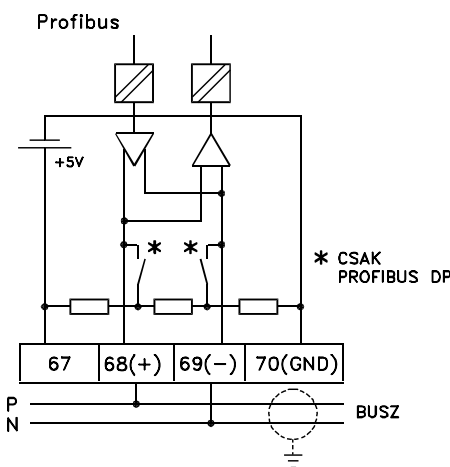 Profibus
+5V
* *
* CSAK
PROFIBUS DP
67 68(+) 69(-) 70(GND)
P
N
BUSZ